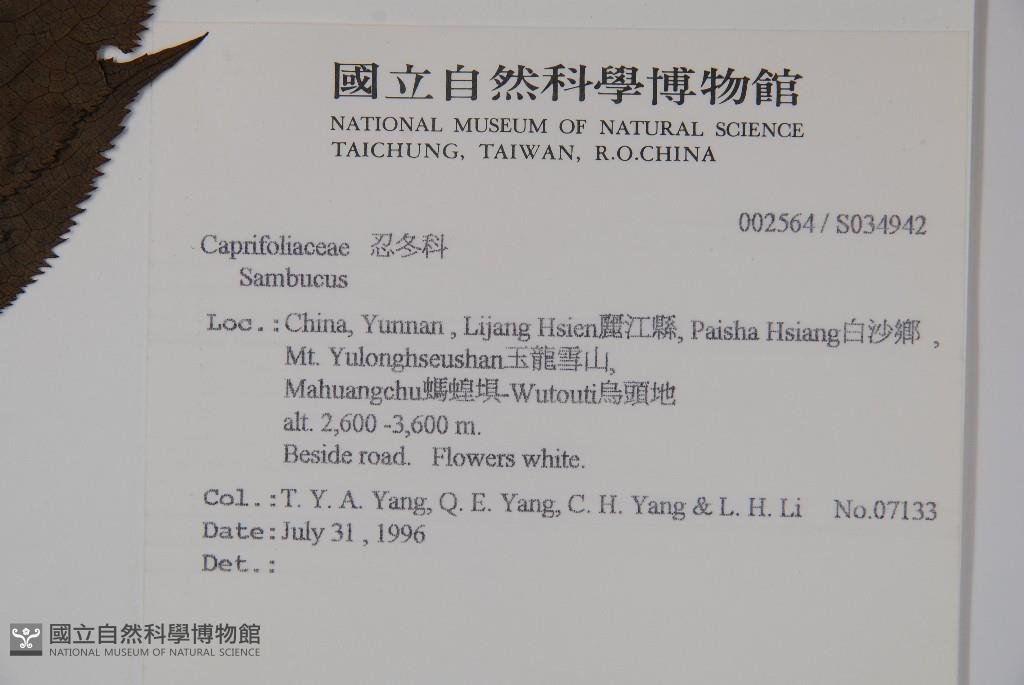 國立自然科學博物館
NATIONAL MUSEUM OF NATURAL SCIENCE
TAICHUNG, TAIWAN, R.O.CHINA
002564 / S034942
Caprifoliaceae 忍冬科
Sambucus
Loc.: China, Yunnan , Lijang Hsien麗江縣, Paisha Hsiang白沙鄉 ,
Mt. Yulonghseushan玉龍雪山,
Mahuangchu螞蝗埧-Wutouti烏頭地
alt. 2,600 -3,600 m.
Beside road. Flowers white.
Col.: T. Y. A. Yang, Q. E. Yang, C. H. Yang & L. H. Li No.07133
Date: July 31 , 1996
Det.:
國立自然科學博物館
NATIONAL MUSEUM OF NATURAL SCIENCE